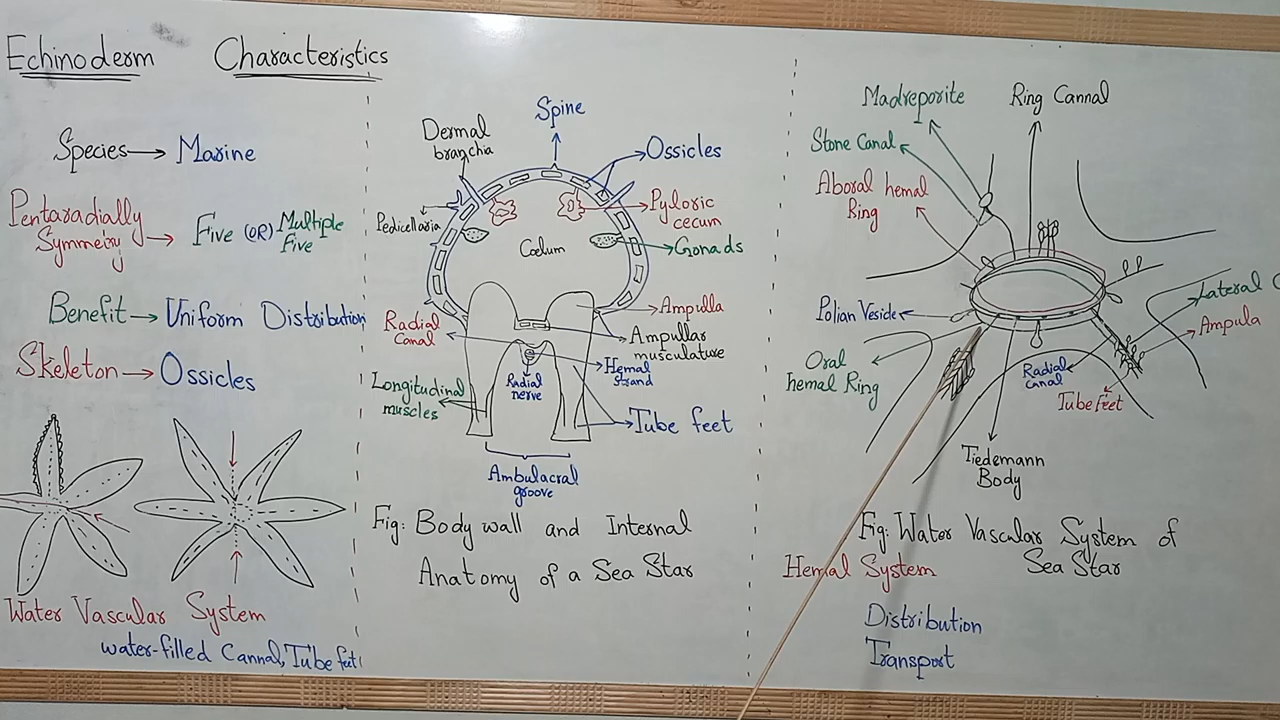 Echinoderm Characteristics
Species → Marine
Pentaradially
Symmeiry → Five (OR) Multiple
Five
Benefit → Uniform Distribution
Skeleton → Ossicles
Water Vascular System
water-filled Cannal, Tube feet
Spine
Dermal
branchia
Ossicles
Pedicellaria
Pyloric
cecum
Coelum
Gonads
Radial
Canal
Ampulla
Ampullar
musculature
Hemal
strand
Radial
nerve
Longitudinal
muscles
Tube feet
Ambulacral
groove
Fig: Body wall and Internal
Anatomy of a Sea Star
Madreporite
Ring Cannal
Stone Canal
Aboral hemal
Ring
Polian Vesicle
Lateral C
Ampula
Oral
hemal Ring
Radial
canal
Tube feet
Tiedemann
Body
Fig: Water Vascular System of
Sea Star
Hemal System
Distribution
Transport